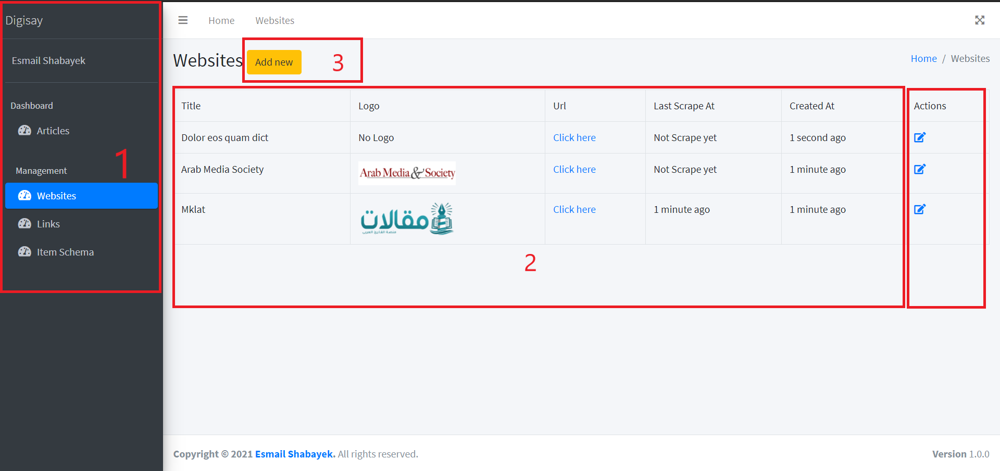 Digisay
Esmail Shabayek
Dashboard
Articles
1
Management
Websites
Links
Item Schema
Home Websites
Websites Add new 3
Home / Websites
Title Logo Url Last Scrape At Created At Actions
Dolor eos quam dict No Logo Click here Not Scrape yet 1 second ago
Arab Media Society Arab Media & Society Click here Not Scrape yet 1 minute ago
Mklat مقالات Click here 1 minute ago 1 minute ago
منصة القارئ العربي
2
Copyright © 2021 Esmail Shabayek. All rights reserved.
Version 1.0.0